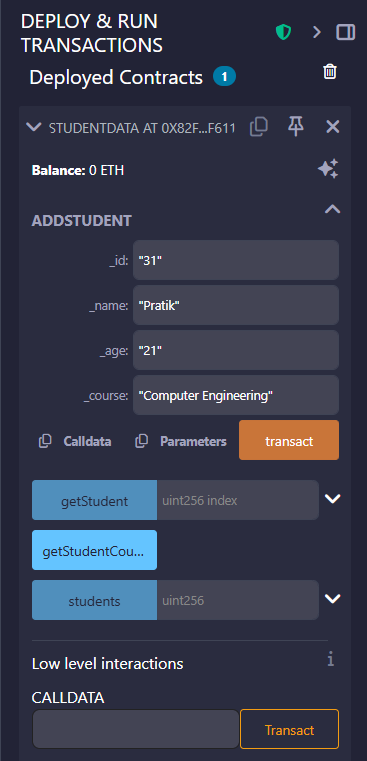 DEPLOY & RUN
TRANSACTIONS
Deployed Contracts 1
STUDENTDATA AT 0X82F...F611
Balance: 0 ETH
ADDSTUDENT
_id: "31"
_name: "Pratik"
_age: "21"
_course: "Computer Engineering"
Calldata Parameters transact
getStudent uint256 index
getStudentCou...
students uint256
Low level interactions i
CALLDATA
Transact